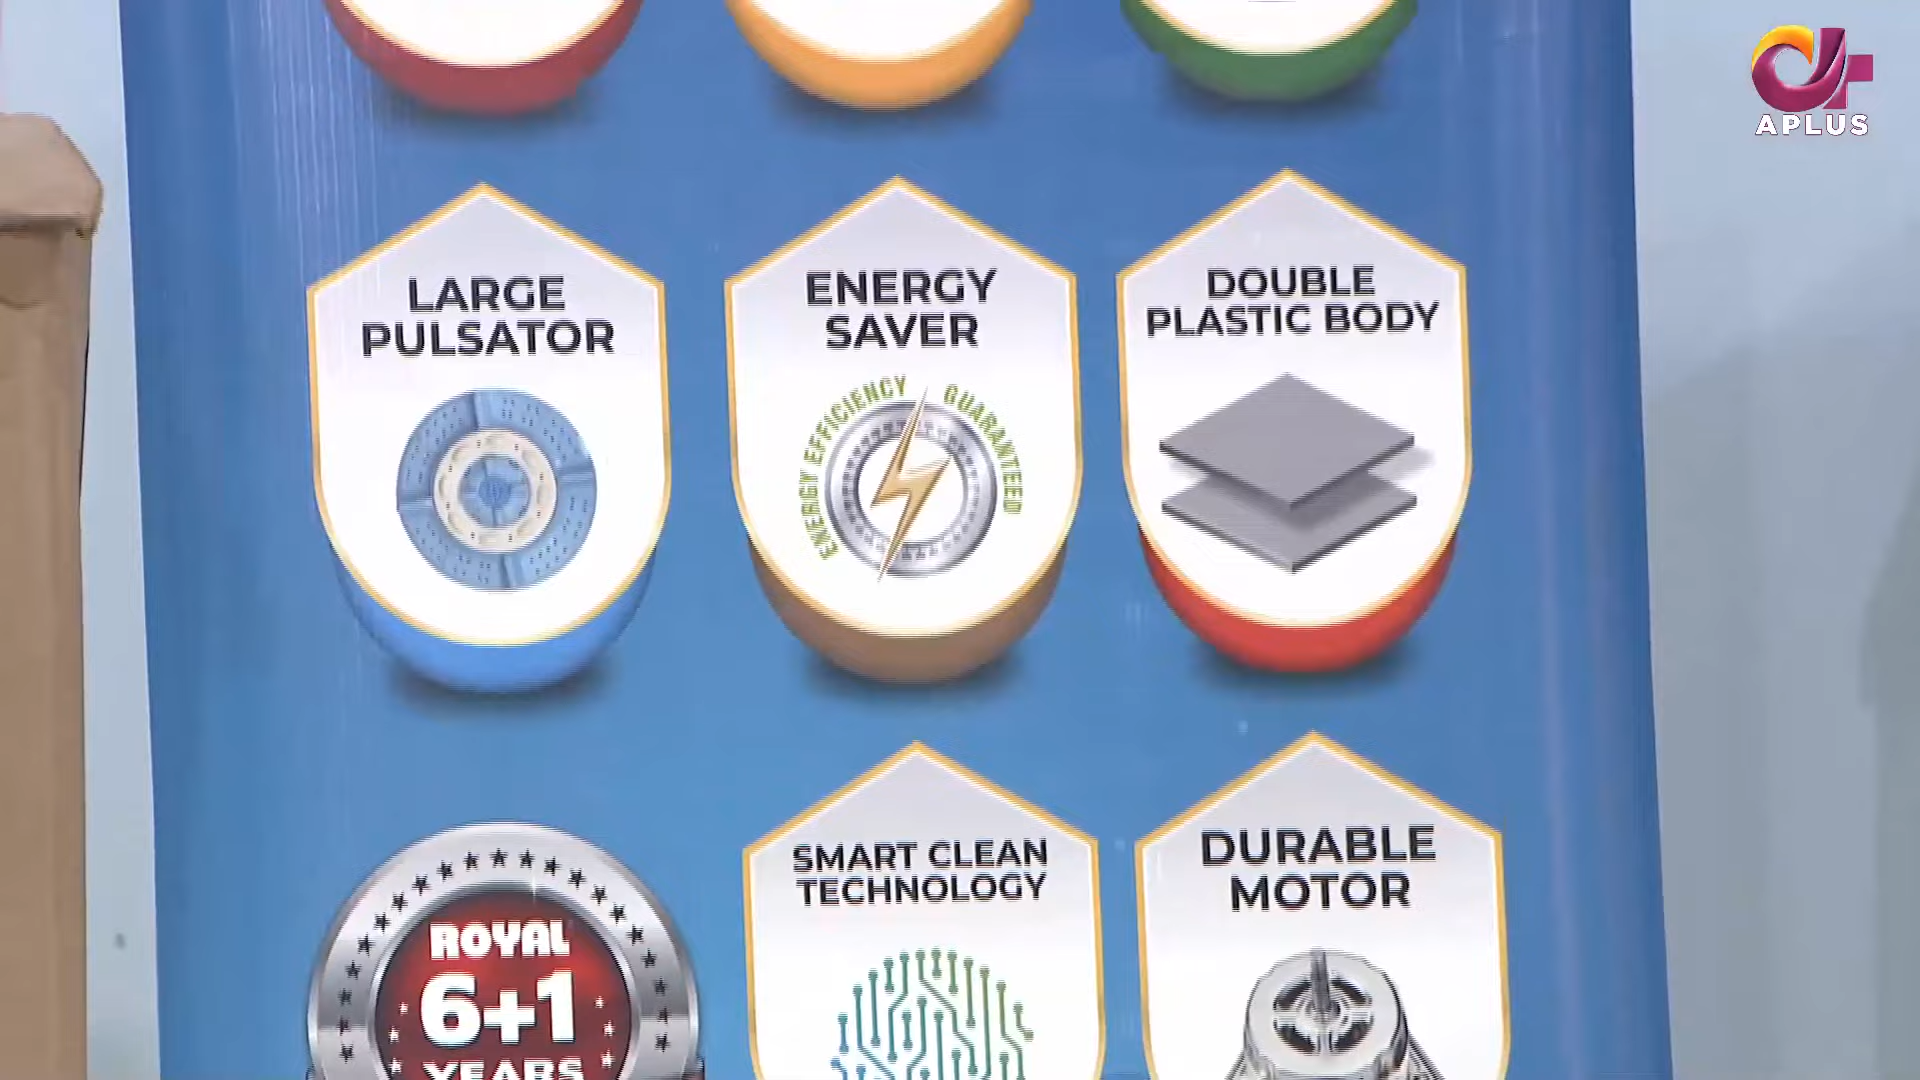 APLUS
LARGE
PULSATOR
ENERGY
SAVER
ENERGY EFFICIENCY GUARANTEED
DOUBLE
PLASTIC BODY
ROYAL
6+1
YEARS
SMART CLEAN
TECHNOLOGY
DURABLE
MOTOR